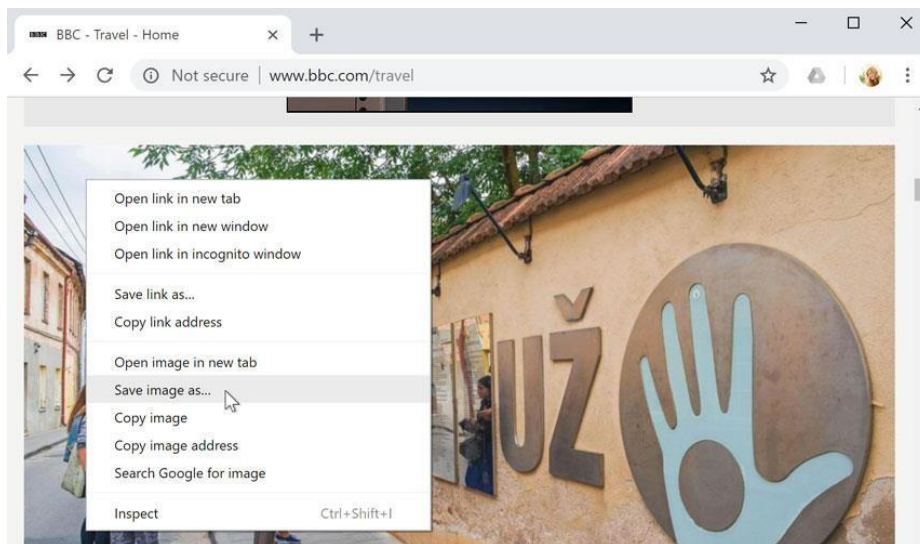 BBC BBC - Travel - Home
Not secure | www.bbc.com/travel
Open link in new tab
Open link in new window
Open link in incognito window
Save link as...
Copy link address
Open image in new tab
Save image as...
Copy image
Copy image address
Search Google for image
Inspect Ctrl+Shift+I
UŽ